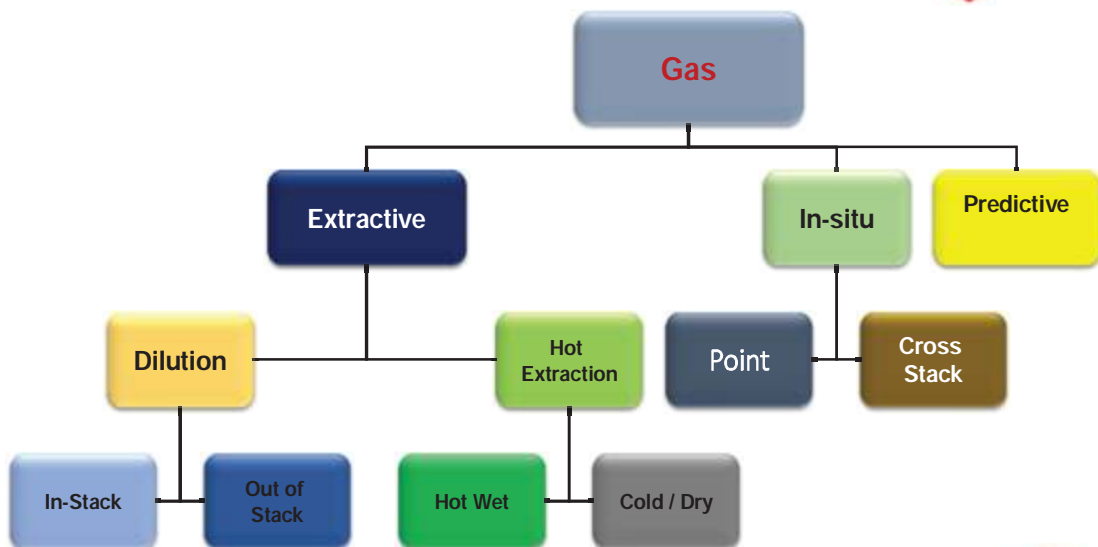 Gas
Extractive
In-situ
Predictive
Dilution
Hot
Extraction
Point
Cross
Stack
In-Stack
Out of
Stack
Hot Wet
Cold / Dry